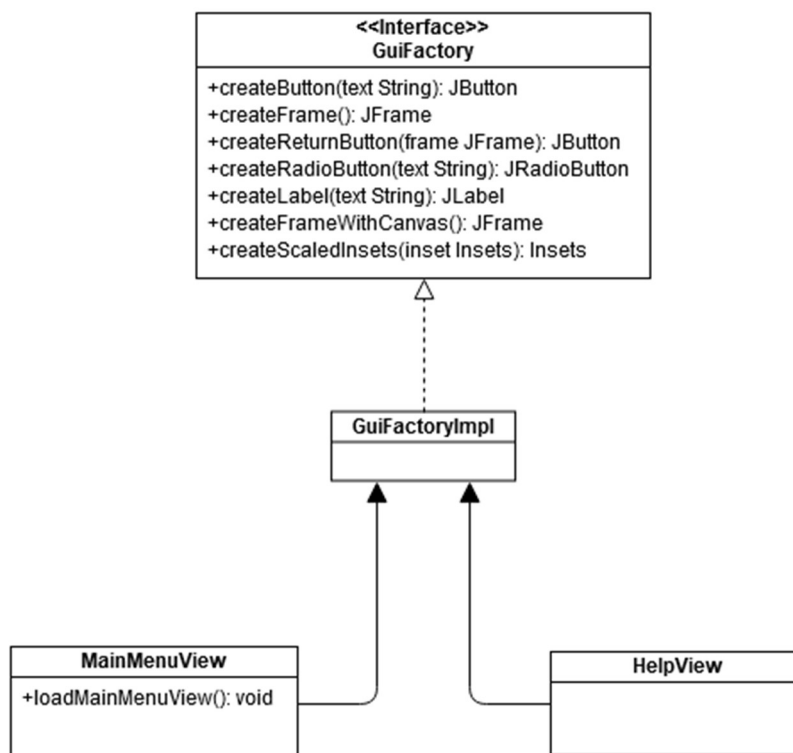 <<Interface>>
GuiFactory
+createButton(text String): JButton
+createFrame(): JFrame
+createReturnButton(frame JFrame): JButton
+createRadioButton(text String): JRadioButton
+createLabel(text String): JLabel
+createFrameWithCanvas(): JFrame
+createScaledInsets(inset Insets): Insets
GuiFactoryImpl
MainMenuView
+loadMainMenuView(): void
HelpView